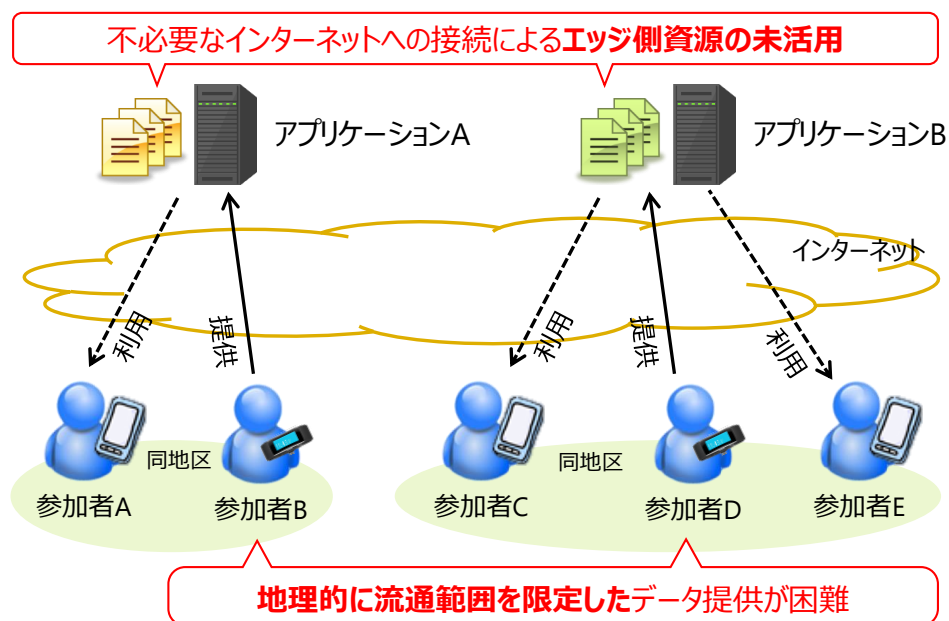 不必要なインターネットへの接続によるエッジ側資源の未活用
アプリケーションA
アプリケーションB
インターネット
利用
提供
利用
提供
利用
同地区
同地区
参加者A
参加者B
参加者C
参加者D
参加者E
地理的に流通範囲を限定したデータ提供が困難